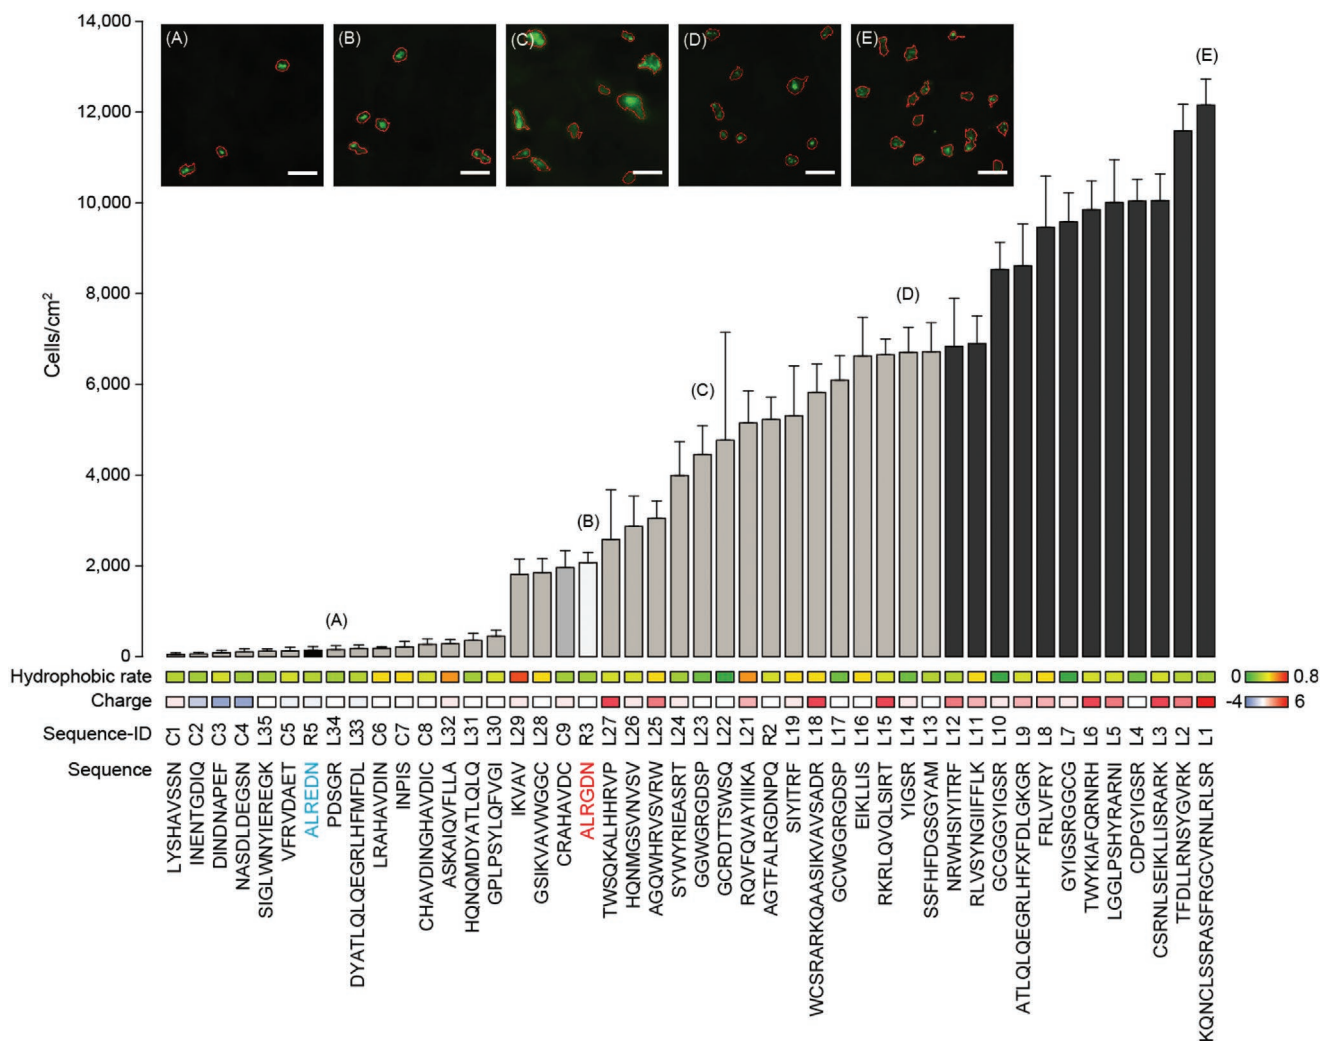 14,000
12,000
10,000
8,000
6,000
4,000
2,000
0
Cells/cm²
(A)
(B)
(C)
(D)
(E)
(A)
(B)
(C)
(D)
(E)
Hydrophobic rate
0 0.8
Charge
-4 6
Sequence-ID
C1
C2
C3
C4
L35
C5
R5
L34
L33
C6
C7
C8
L32
L31
L30
L29
L28
C9
R3
L27
L26
L25
L24
L23
L22
L21
R2
L19
L18
L17
L16
L15
L14
L13
L12
L11
L10
L9
L8
L7
L6
L5
L4
L3
L2
L1
Sequence
LYSHAVSSN
INENTGDIQ
DINDNAPEF
NASDLDEGSN
SIGLWNYIEREGK
VFRVDAET
ALREDN
PDSGR
DYATLQLQEGRLHFMFDL
LRAHAVDIN
INPIS
CHAVDINGHAVDIC
ASKAIQVFLLA
HQNQMDYATLQLQ
GPLPSYLQFVGI
IKVAV
GSIKVAVWGGC
CRAHAVDC
ALRGDN
TWSQKALHHRVP
HQNMGSVNVSV
AGQWHRVSVRW
SYWYRIEASRT
GGWGRGDSP
GCRDTTSWSQ
RQVFQVAYIIIKA
AGTFALRGDNPQ
SIYITRF
WCSRARKQAASIKVAVSADR
GCWGGRGDSP
EIKLLIS
RKRLQVQLSIRT
YIGSR
SSFHFDGSGYAM
NRWHSIYITRF
RLVSYNGIIFFLK
GCGGGYIGSR
ATLQLQEGRLHFXFDLGKGR
FRLVFRY
GYIGSRGGCG
TWYKIAFQRNRH
LGGLPSHYRARNI
CDPGYIGSR
CSRNLSEIKLLISRARK
TFDLLRNSYGVRK
KQNCLSSRASFRGCVRNLRLSR